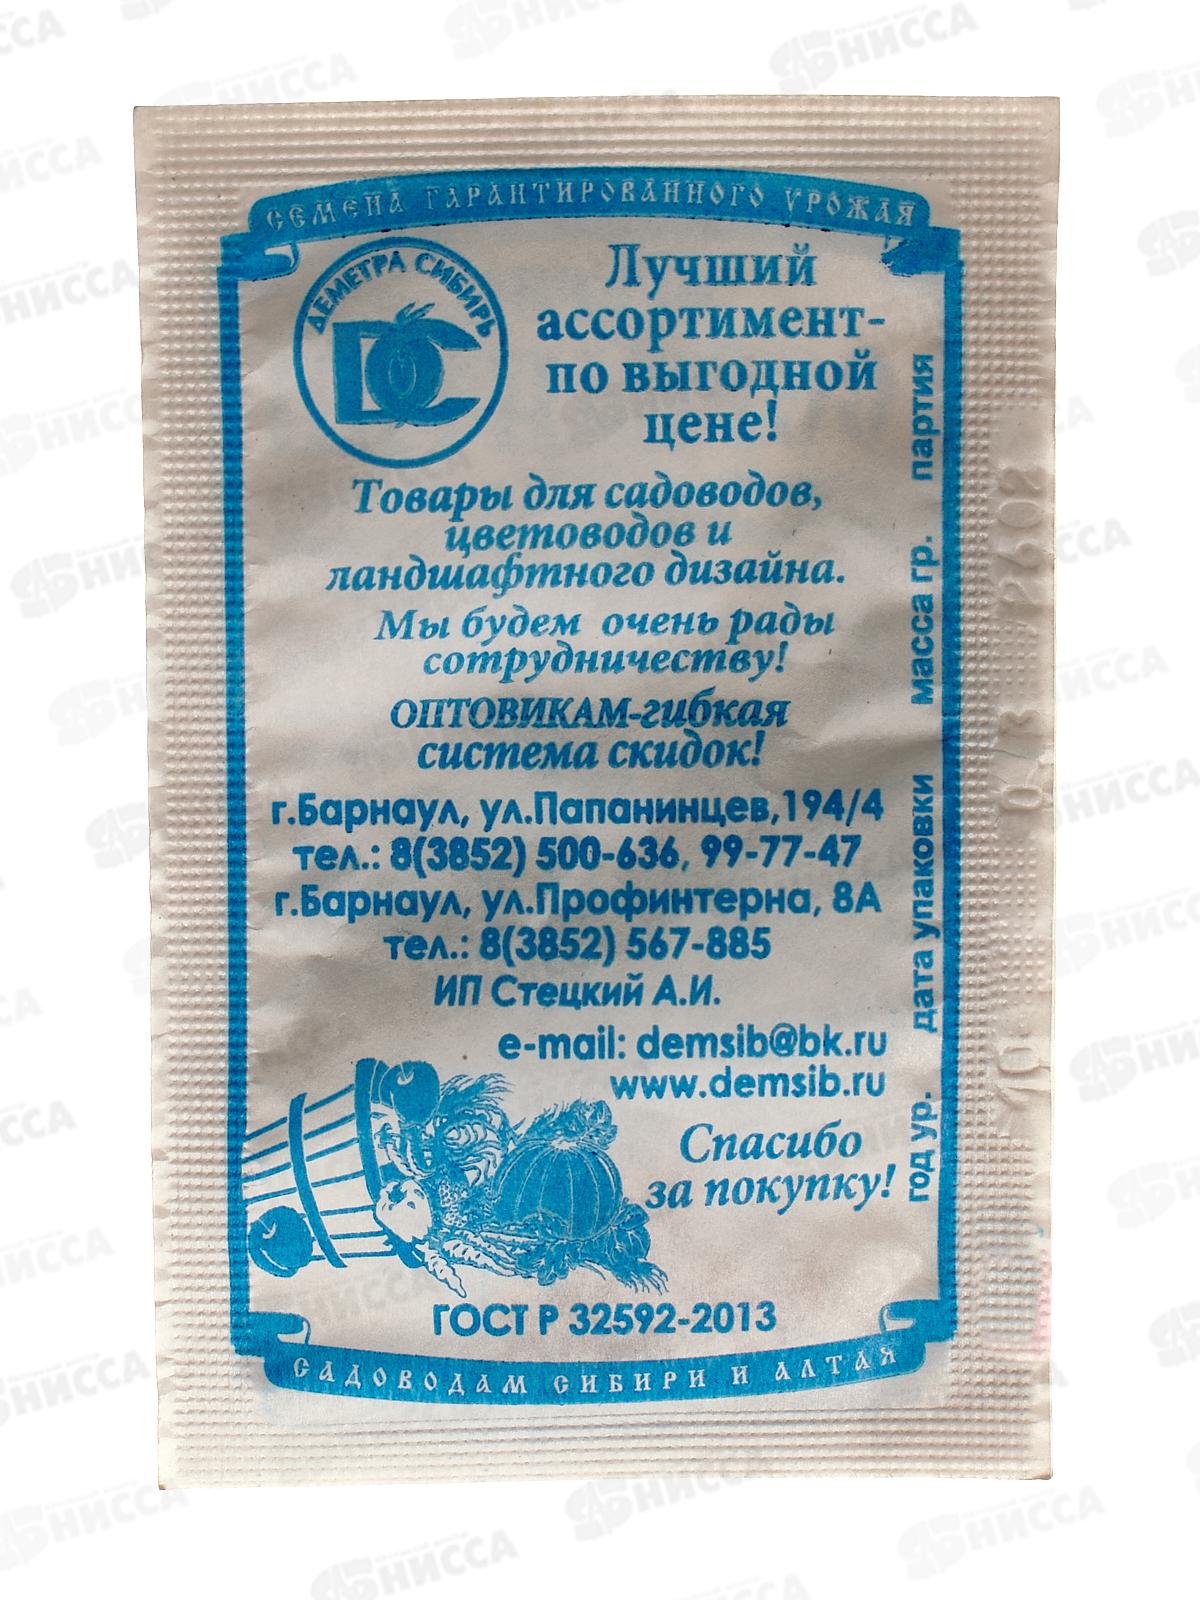 СЕМЕНА ГАРАНТИРОВАННОГО УРОЖАЯ
ДЕМЕТРА СИБИРЬ
DC
Лучший
ассортимент-
по выгодной
цене!
Товары для садоводов,
цветоводов и
ландшафтного дизайна.
Мы будем очень рады
сотрудничеству!
ОПТОВИКАМ-гибкая
система скидок!
г.Барнаул, ул.Папанинцев,194/4
тел.: 8(3852) 500-636, 99-77-47
г.Барнаул, ул.Профинтерна, 8А
тел.: 8(3852) 567-885
ИП Стецкий А.И.
e-mail: demsib@bk.ru
www.demsib.ru
Спасибо
за покупку!
ГОСТ Р 32592-2013
САДОВОДАМ СИБИРИ И АЛТАЯ
год ур. дата упаковки масса гр. партия
НИССА